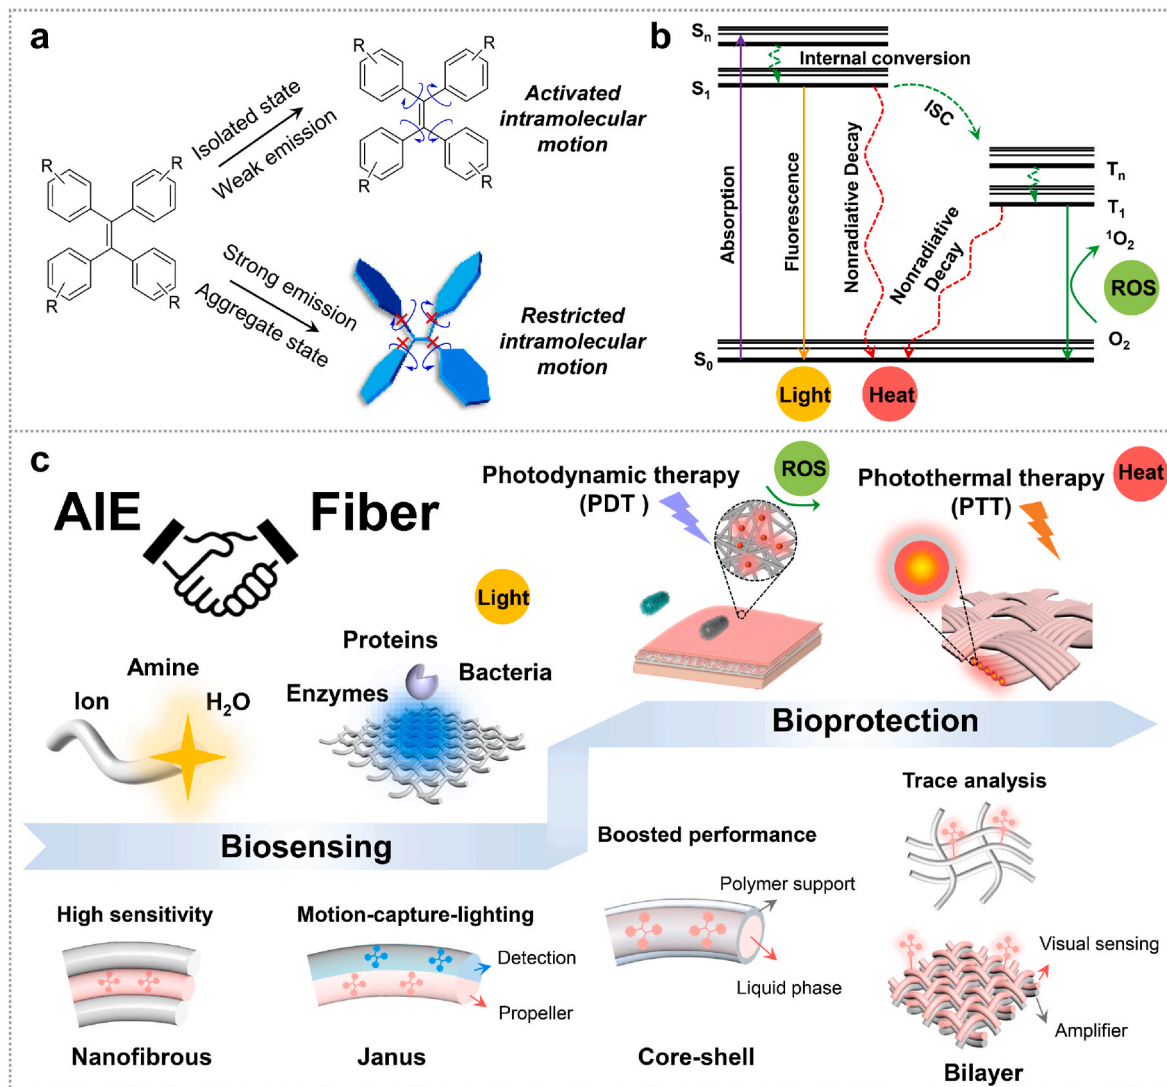 a
R
R
R
R
Isolated state
Weak emission
Strong emission
Aggregate state
R
R
R
R
Activated
intramolecular
motion
Restricted
intramolecular
motion
b
Sn
S1
S0
Internal conversion
ISC
Tn
T1
Absorption
Fluorescence
Nonradiative Decay
Nonradiative
Decay
¹O₂
ROS
O₂
Light
Heat
c
AIE
Fiber
Light
Photodynamic therapy
(PDT )
ROS
Photothermal therapy
(PTT)
Heat
Ion
Amine
H₂O
Proteins
Enzymes
Bacteria
Bioprotection
Biosensing
High sensitivity
Nanofibrous
Motion-capture-lighting
Detection
Propeller
Janus
Boosted performance
Polymer support
Liquid phase
Core-shell
Trace analysis
Visual sensing
Amplifier
Bilayer